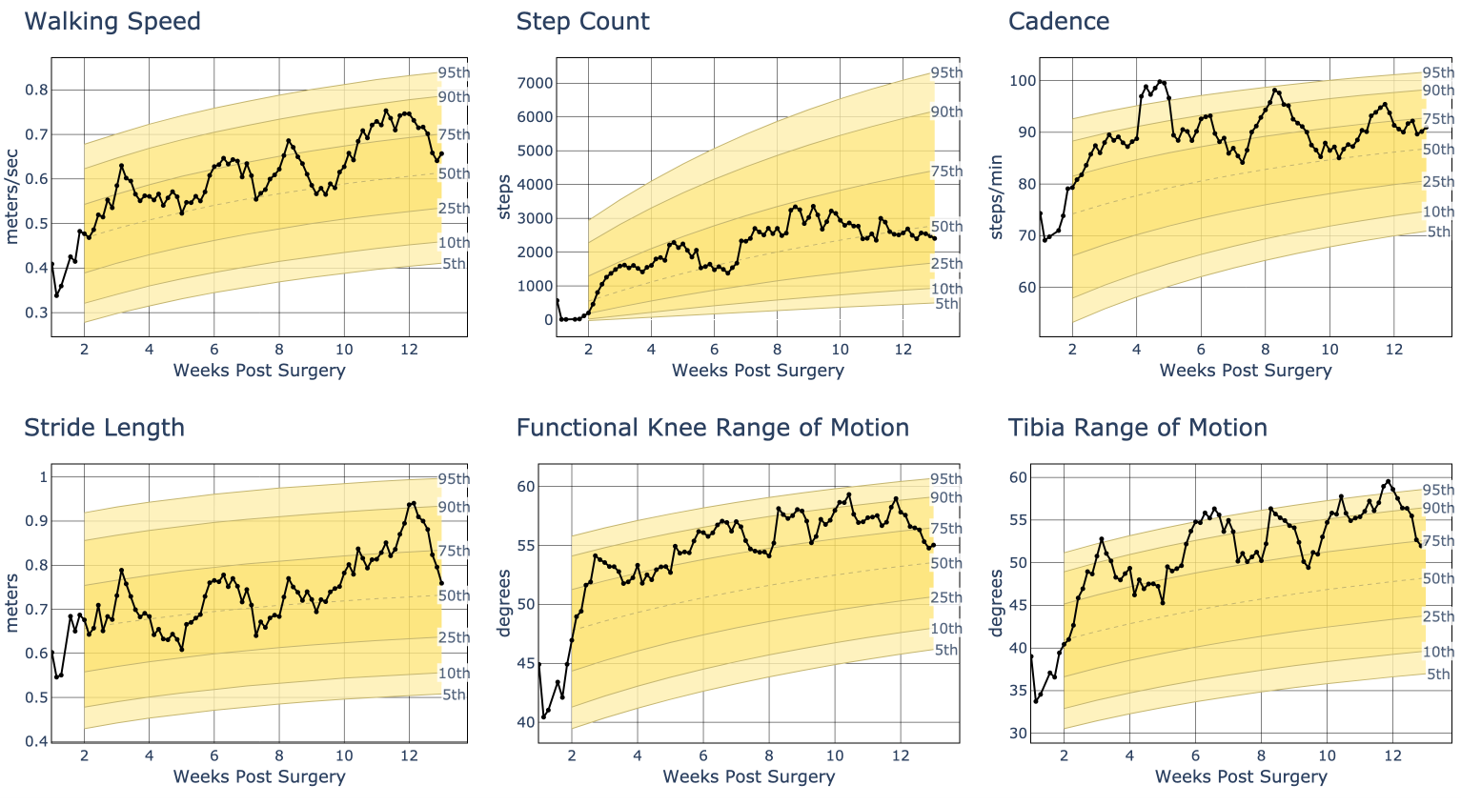 Walking Speed
meters/sec
0.8
0.7
0.6
0.5
0.4
0.3
95th
90th
75th
50th
25th
10th
5th
2 4 6 8 10 12
Weeks Post Surgery
Step Count
steps
7000
6000
5000
4000
3000
2000
1000
0
95th
90th
75th
50th
25th
10th
5th
2 4 6 8 10 12
Weeks Post Surgery
Cadence
steps/min
100
90
80
70
60
95th
90th
75th
50th
25th
10th
5th
2 4 6 8 10 12
Weeks Post Surgery
Stride Length
meters
1
0.9
0.8
0.7
0.6
0.5
0.4
95th
90th
75th
50th
25th
10th
5th
2 4 6 8 10 12
Weeks Post Surgery
Functional Knee Range of Motion
degrees
60
55
50
45
40
95th
90th
75th
50th
25th
10th
5th
2 4 6 8 10 12
Weeks Post Surgery
Tibia Range of Motion
degrees
60
55
50
45
40
35
30
95th
90th
75th
50th
25th
10th
5th
2 4 6 8 10 12
Weeks Post Surgery